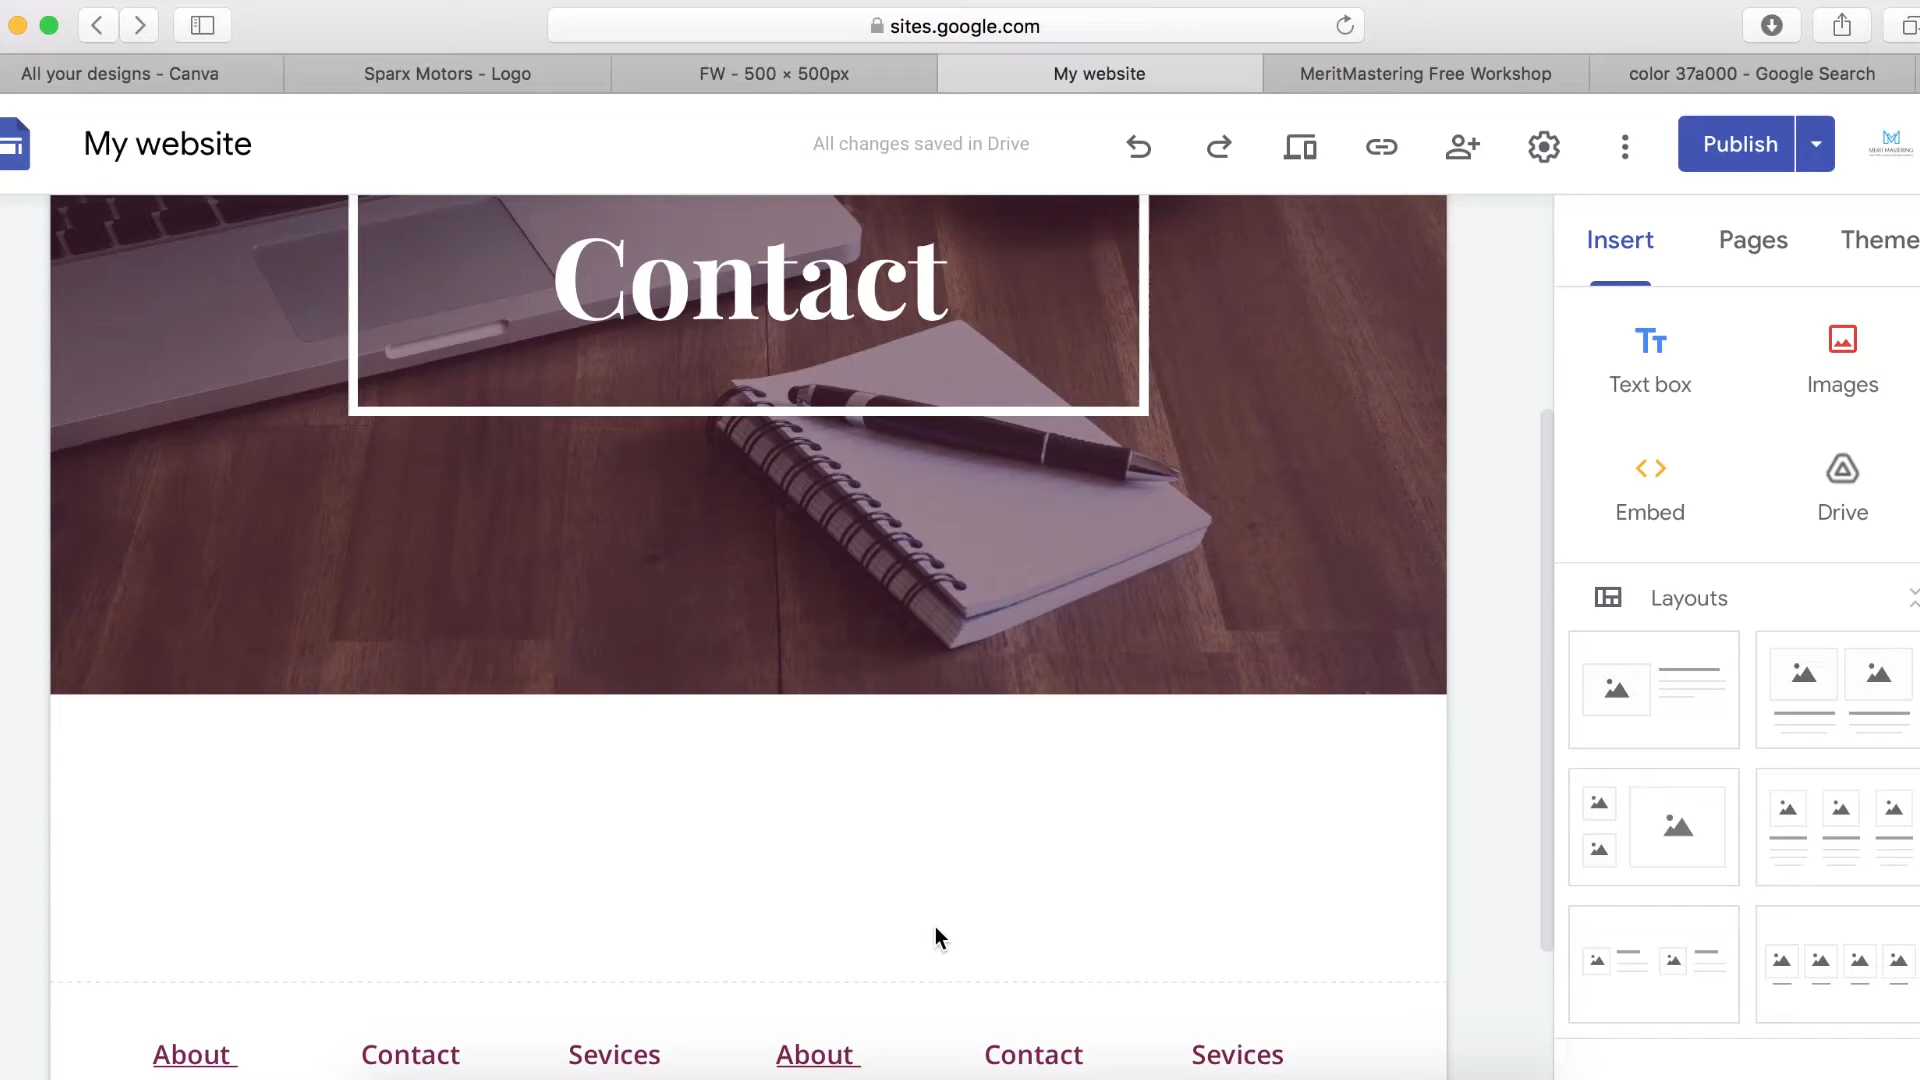 sites.google.com
All your designs - Canva
Sparx Motors - Logo
FW - 500 × 500px
My website
MeritMastering Free Workshop
color 37a000 - Google Search
My website
All changes saved in Drive
Publish
MERIT MASTERING
Insert
Pages
Theme
Contact
Text box
Images
Embed
Drive
Layouts
About
Contact
Sevices
About
Contact
Sevices